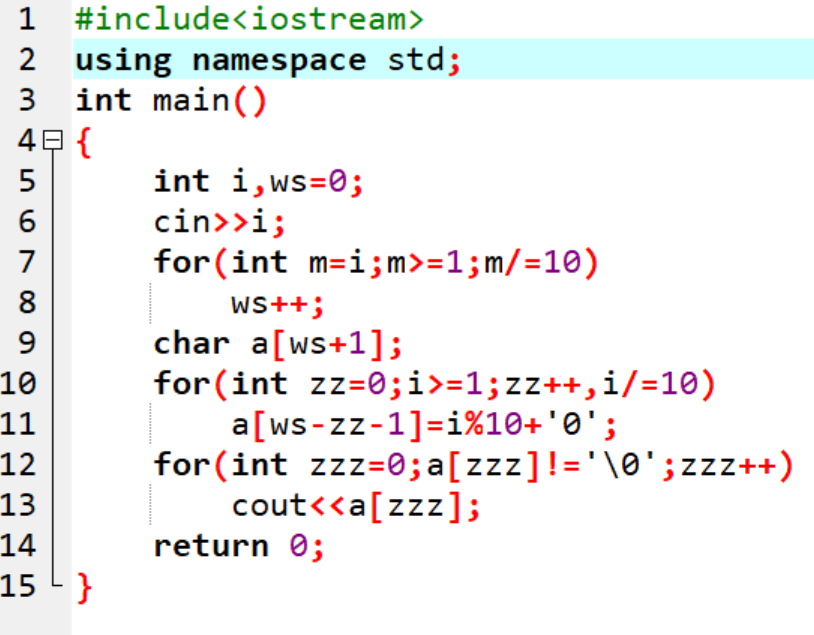 1 #include<iostream>
2 using namespace std;
3 int main()
4 {
5 int i,ws=0;
6 cin>>i;
7 for(int m=i;m>=1;m/=10)
8 ws++;
9 char a[ws+1];
10 for(int zz=0;i>=1;zz++,i/=10)
11 a[ws-zz-1]=i%10+'0';
12 for(int zzz=0;a[zzz]!='\0';zzz++)
13 cout<<a[zzz];
14 return 0;
15 }